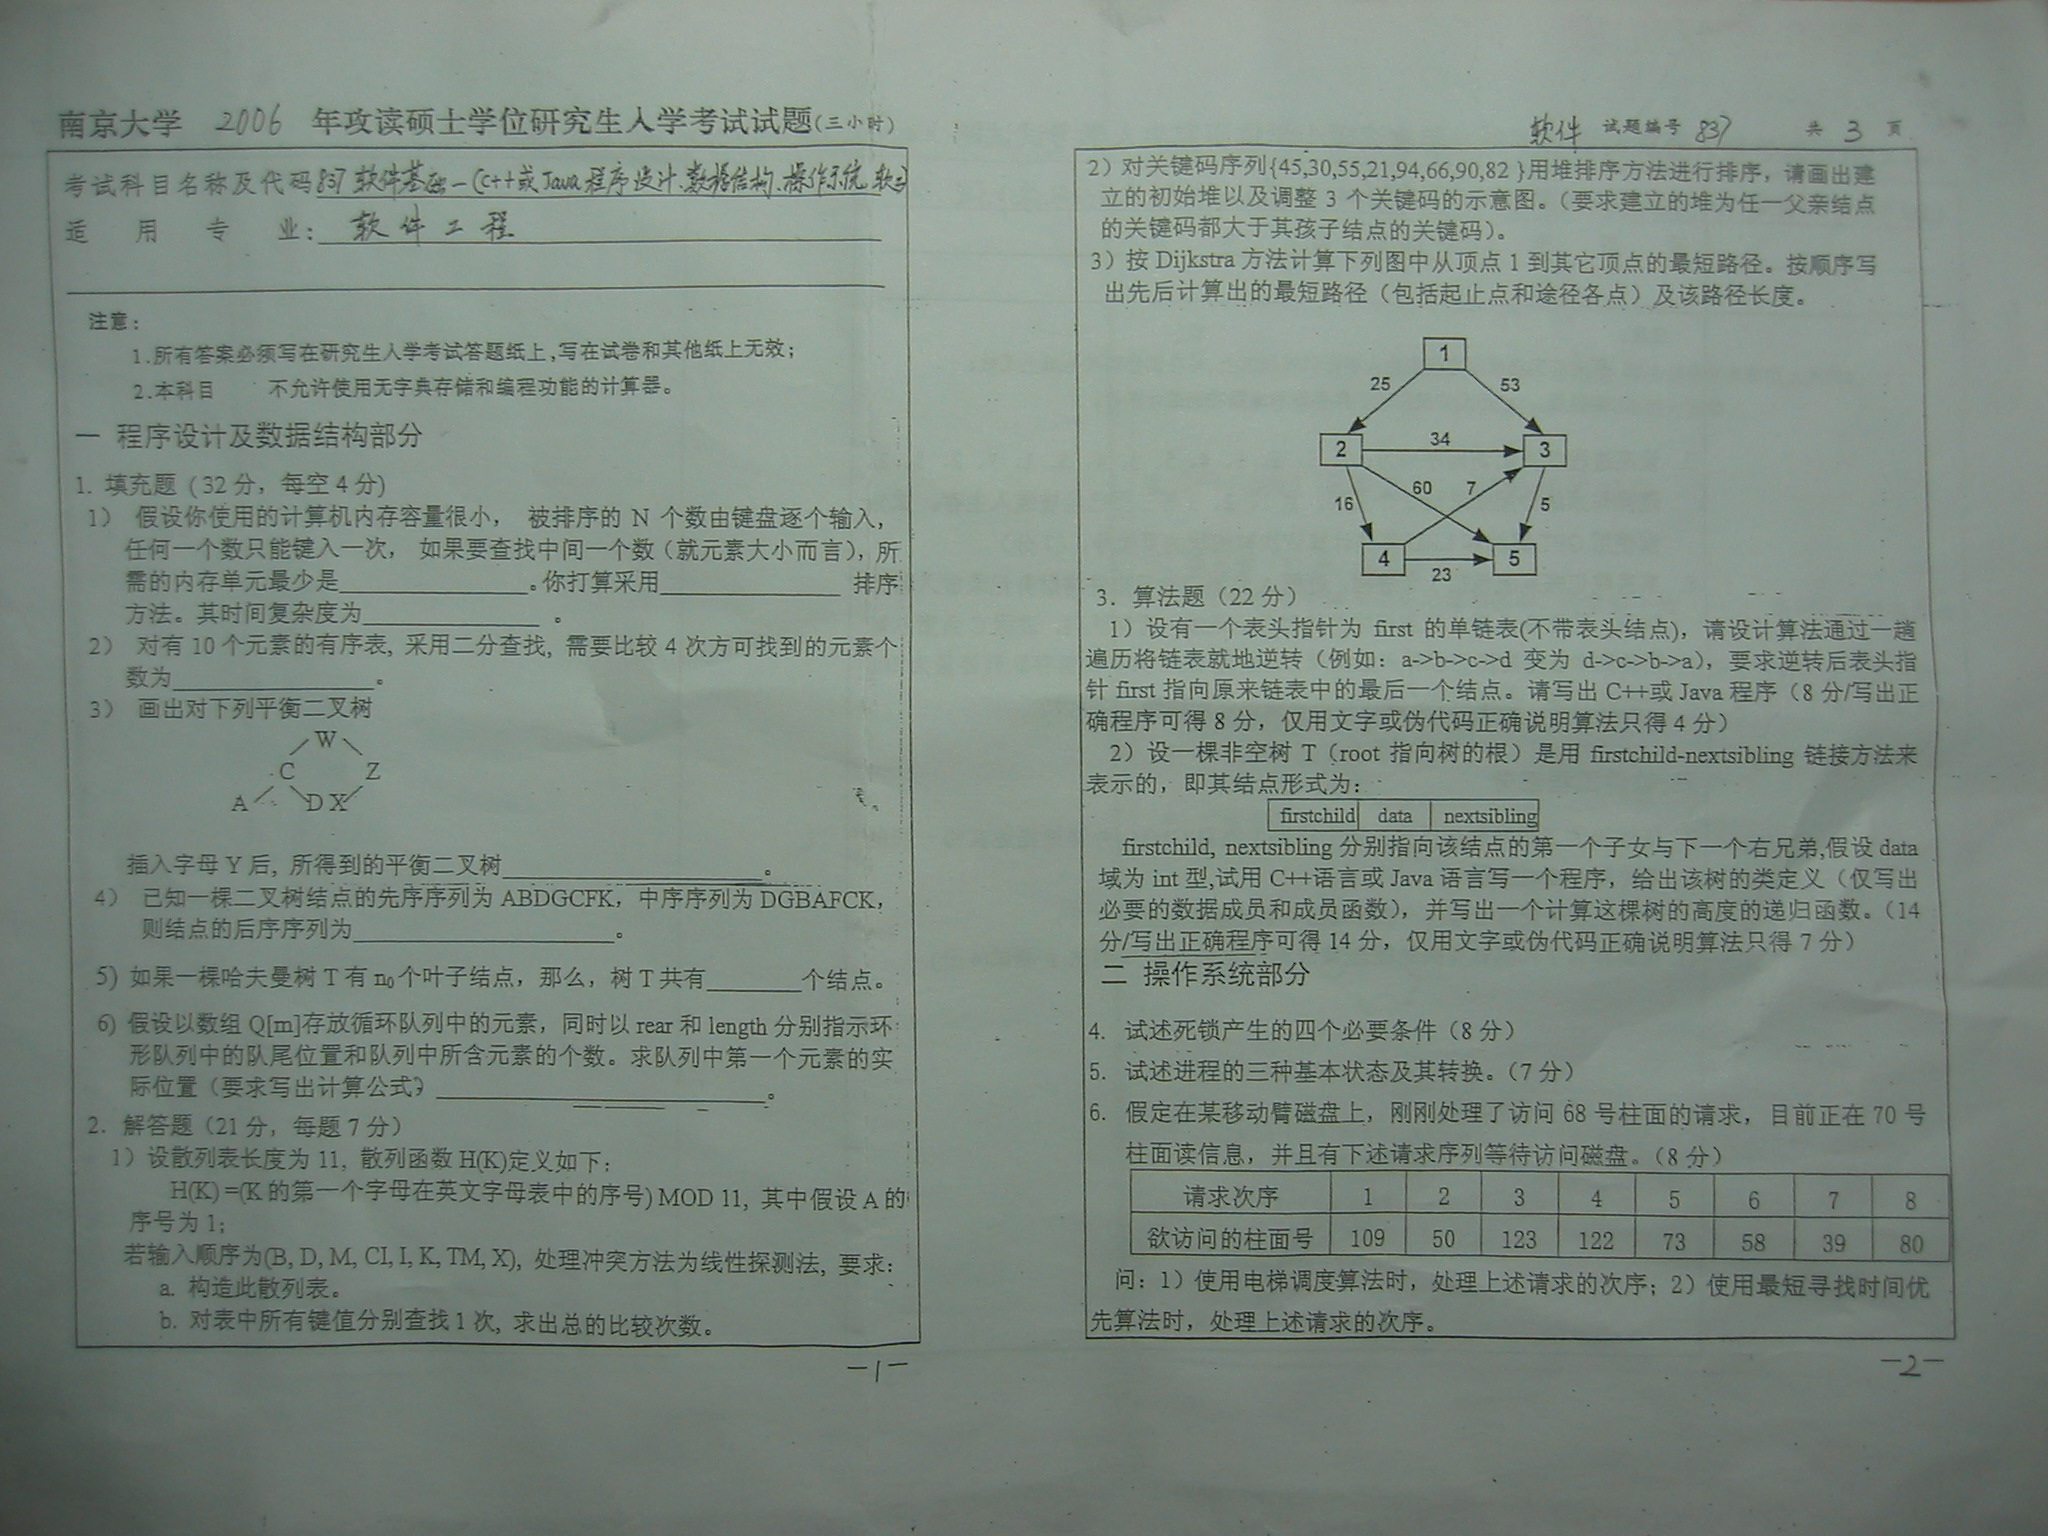 南京大学 2006 年攻读硕士学位研究生入学考试试题(三小时)
考试科目名称及代码837软件基础一(C++或Java程序设计、数据结构、操作系统、软
适用专业:软件工程
注意:
1.所有答案必须写在研究生入学考试答题纸上,写在试卷和其他纸上无效;
2.本科目 不允许使用无字典存储和编程功能的计算器。
一 程序设计及数据结构部分
1. 填充题 ( 32 分,每空 4 分)
1) 假设你使用的计算机内存容量很小, 被排序的 N 个数由键盘逐个输入,
任何一个数只能键入一次, 如果要查找中间一个数(就元素大小而言),所
需的内存单元最少是________。你打算采用________ 排序
方法。其时间复杂度为________ 。
2) 对有 10 个元素的有序表, 采用二分查找, 需要比较 4 次方可找到的元素个
数为________。
3) 画出对下列平衡二叉树
W
C Z
A D X
插入字母 Y 后, 所得到的平衡二叉树________。
4) 已知一棵二叉树结点的先序序列为 ABDGCFK,中序序列为 DGBAFCK,
则结点的后序序列为________。
5) 如果一棵哈夫曼树 T 有 n0 个叶子结点,那么,树 T 共有________个结点。
6) 假设以数组 Q[m]存放循环队列中的元素,同时以 rear 和 length 分别指示环
形队列中的队尾位置和队列中所含元素的个数。求队列中第一个元素的实
际位置(要求写出计算公式)________。
2. 解答题(21 分,每题 7 分)
1)设散列表长度为 11, 散列函数 H(K)定义如下:
H(K) =(K 的第一个字母在英文字母表中的序号) MOD 11, 其中假设 A 的
序号为 1;
若输入顺序为(B, D, M, CI, I, K, TM, X), 处理冲突方法为线性探测法, 要求:
a. 构造此散列表。
b. 对表中所有键值分别查找 1 次, 求出总的比较次数。
—1—
软件 试题编号 837 共 3 页
2)对关键码序列{45,30,55,21,94,66,90,82 }用堆排序方法进行排序,请画出建
立的初始堆以及调整 3 个关键码的示意图。(要求建立的堆为任一父亲结点
的关键码都大于其孩子结点的关键码)。
3)按 Dijkstra 方法计算下列图中从顶点 1 到其它顶点的最短路径。按顺序写
出先后计算出的最短路径(包括起止点和途径各点)及该路径长度。
1
25 53
2 34 3
16 60 7 5
4 23 5
3. 算法题(22 分)
1)设有一个表头指针为 first 的单链表(不带表头结点),请设计算法通过一趟
遍历将链表就地逆转(例如:a->b->c->d 变为 d->c->b->a),要求逆转后表头指
针 first 指向原来链表中的最后一个结点。请写出 C++或 Java 程序(8 分/写出正
确程序可得 8 分,仅用文字或伪代码正确说明算法只得 4 分)
2)设一棵非空树 T(root 指向树的根)是用 firstchild-nextsibling 链接方法来
表示的,即其结点形式为:
firstchild data nextsibling
firstchild, nextsibling 分别指向该结点的第一个子女与下一个右兄弟,假设 data
域为 int 型,试用 C++语言或 Java 语言写一个程序,给出该树的类定义(仅写出
必要的数据成员和成员函数),并写出一个计算这棵树的高度的递归函数。(14
分/写出正确程序可得 14 分,仅用文字或伪代码正确说明算法只得 7 分)
二 操作系统部分
4. 试述死锁产生的四个必要条件(8 分)
5. 试述进程的三种基本状态及其转换。(7 分)
6. 假定在某移动臂磁盘上,刚刚处理了访问 68 号柱面的请求,目前正在 70 号
柱面读信息,并且有下述请求序列等待访问磁盘。(8 分)
请求次序 1 2 3 4 5 6 7 8
欲访问的柱面号 109 50 123 122 73 58 39 80
问:1)使用电梯调度算法时,处理上述请求的次序;2)使用最短寻找时间优
先算法时,处理上述请求的次序。
—2—